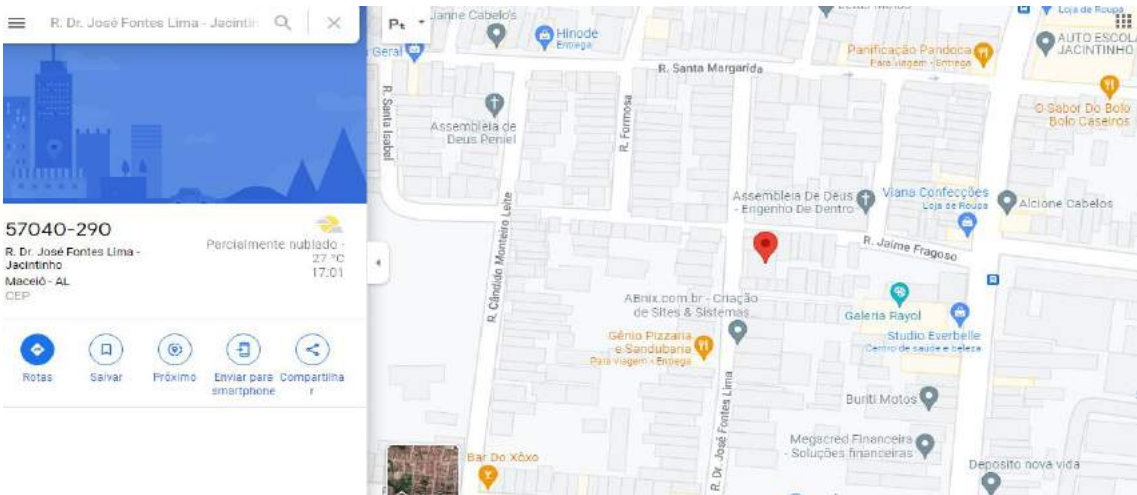 R. Dr. José Fontes Lima - Jacintin
57040-290
R. Dr. José Fontes Lima -
Jacintinho
Maceió - AL
CEP
Parcialmente nublado ·
27 °C
17:01
Rotas
Salvar
Próximo
Enviar para
smartphone
Compartilha
r
Janne Cabelo's
Hinode
Entrega
Geral
R. Santa Margarida
Panificação Pandoca
Para viagem · Entrega
Loja de Roupa
AUTO ESCOLA
JACINTINHO
O Sabor Do Bolo
Bolo Caseiros
R. Santa Isabel
Assembleia de
Deus Peniel
R. Formosa
R. Cândido Monteiro Leite
Assembleia De Deus
- Engenho De Dentro
Viana Confecções
Loja de Roupa
Alcione Cabelos
R. Jaime Fragoso
ABnix.com.br - Criação
de Sites & Sistemas...
Galeria Rayol
Gênio Pizzaria
e Sandubaria
Para viagem · Entrega
Studio Everbelle
Centro de saúde e beleza
R. Dr. José Fontes Lima
Buriti Motos
Megacred Financeira
- Soluções financeiras
Bar Do Xôxo
Deposito nova vida